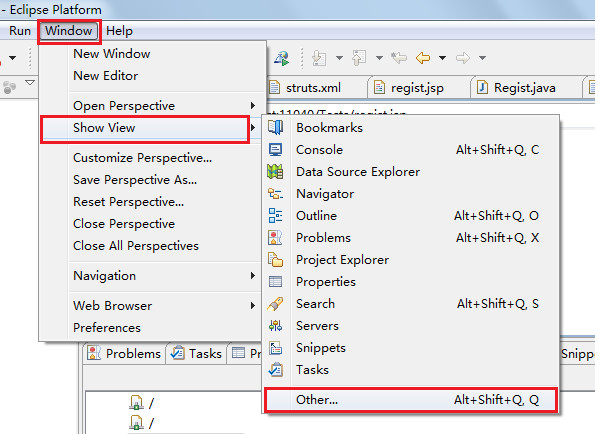 - Eclipse Platform
Run Window Help
New Window
New Editor
struts.xml regist.jsp Regist.java
Open Perspective
Show View
Customize Perspective...
Save Perspective As...
Reset Perspective...
Close Perspective
Close All Perspectives
Navigation
Web Browser
Preferences
Bookmarks
Console Alt+Shift+Q, C
Data Source Explorer
Navigator
Outline Alt+Shift+Q, O
Problems Alt+Shift+Q, X
Project Explorer
Properties
Search Alt+Shift+Q, S
Servers
Snippets
Tasks
Other... Alt+Shift+Q, Q
Problems Tasks Pr Snippe
/
/